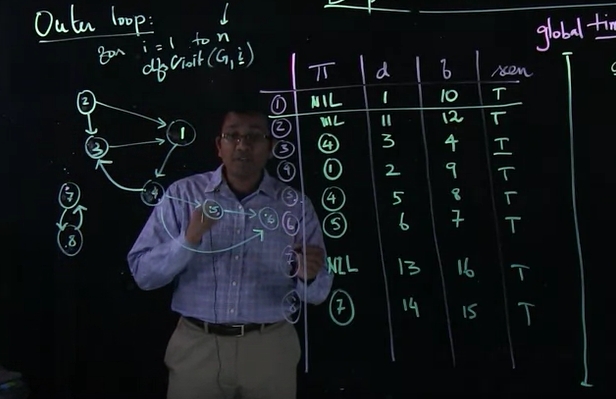 Outer loop:
for i = 1 to n
dfsVisit(G, i)
global tim
π d f seen
1 NIL 1 10 T
2 NIL 11 12 T
3 4 3 4 T
4 1 2 9 T
5 4 5 8 T
6 5 6 7 T
7 NIL 13 16 T
8 7 14 15 T
2
1
3
4
5
6
7
8